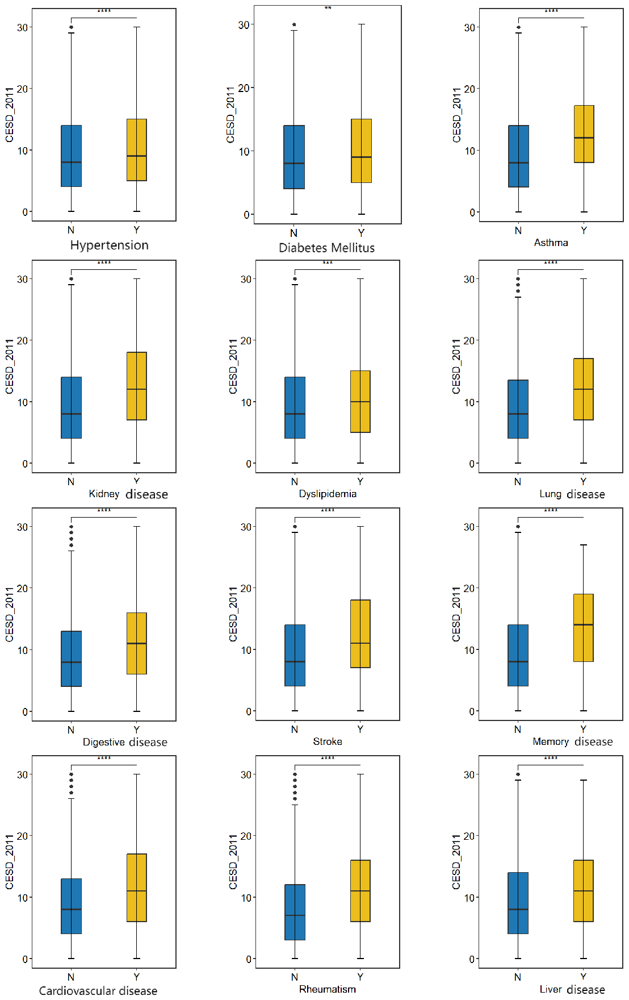 ****
**
****
30
20
10
0
CESD_2011
N Y
Hypertension
30
20
10
0
CESD_2011
N Y
Diabetes Mellitus
30
20
10
0
CESD_2011
N Y
Asthma
****
***
****
30
20
10
0
CESD_2011
N Y
Kidney disease
30
20
10
0
CESD_2011
N Y
Dyslipidemia
30
20
10
0
CESD_2011
N Y
Lung disease
****
****
****
30
20
10
0
CESD_2011
N Y
Digestive disease
30
20
10
0
CESD_2011
N Y
Stroke
30
20
10
0
CESD_2011
N Y
Memory disease
****
****
****
30
20
10
0
CESD_2011
N Y
Cardiovascular disease
30
20
10
0
CESD_2011
N Y
Rheumatism
30
20
10
0
CESD_2011
N Y
Liver disease